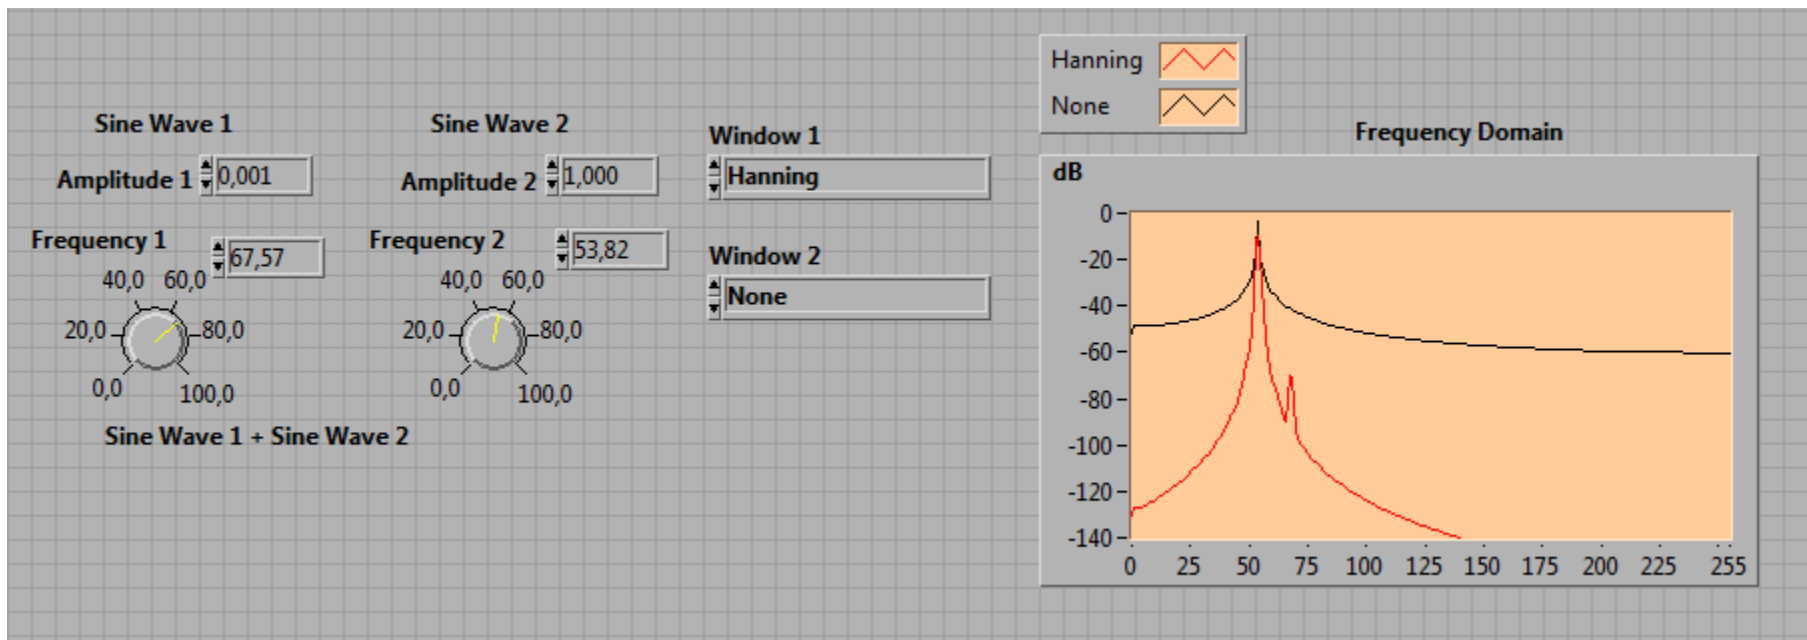 Hanning
None
Sine Wave 1
Sine Wave 2
Window 1
Frequency Domain
Amplitude 1 0,001
Amplitude 2 1,000
Hanning
dB
Frequency 1 67,57
Frequency 2 53,82
Window 2
None
40,0 60,0
20,0 80,0
0,0 100,0
40,0 60,0
20,0 80,0
0,0 100,0
Sine Wave 1 + Sine Wave 2
0
-20
-40
-60
-80
-100
-120
-140
0 25 50 75 100 125 150 175 200 225 255